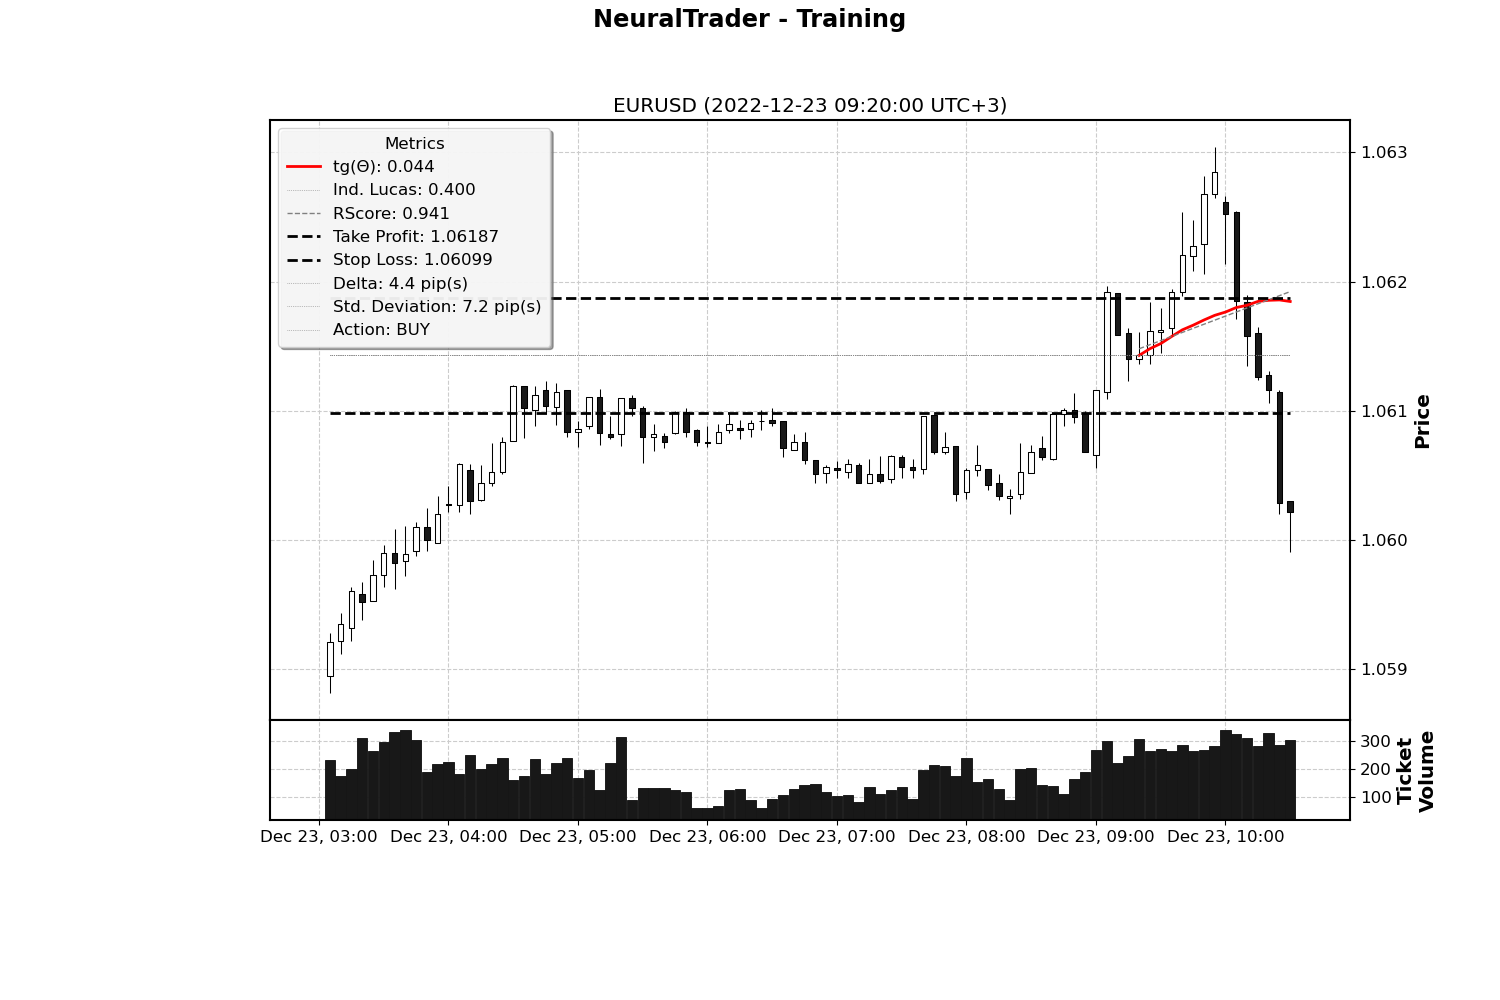 NeuralTrader - Training
EURUSD (2022-12-23 09:20:00 UTC+3)
Metrics
tg(Θ): 0.044
Ind. Lucas: 0.400
RScore: 0.941
Take Profit: 1.06187
Stop Loss: 1.06099
Delta: 4.4 pip(s)
Std. Deviation: 7.2 pip(s)
Action: BUY
1.063
1.062
1.061
1.060
1.059
Price
300
200
100
Ticket
Volume
Dec 23, 03:00 Dec 23, 04:00 Dec 23, 05:00 Dec 23, 06:00 Dec 23, 07:00 Dec 23, 08:00 Dec 23, 09:00 Dec 23, 10:00